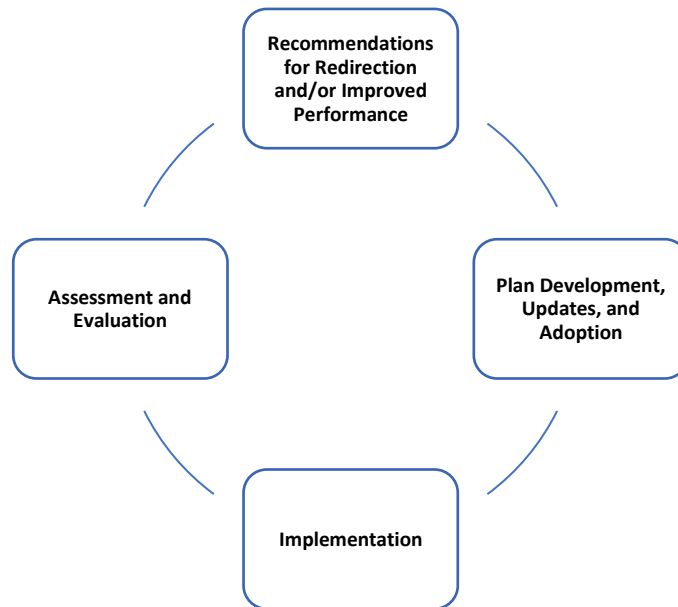 Recommendations
for Redirection
and/or Improved
Performance
Assessment and
Evaluation
Plan Development,
Updates, and
Adoption
Implementation